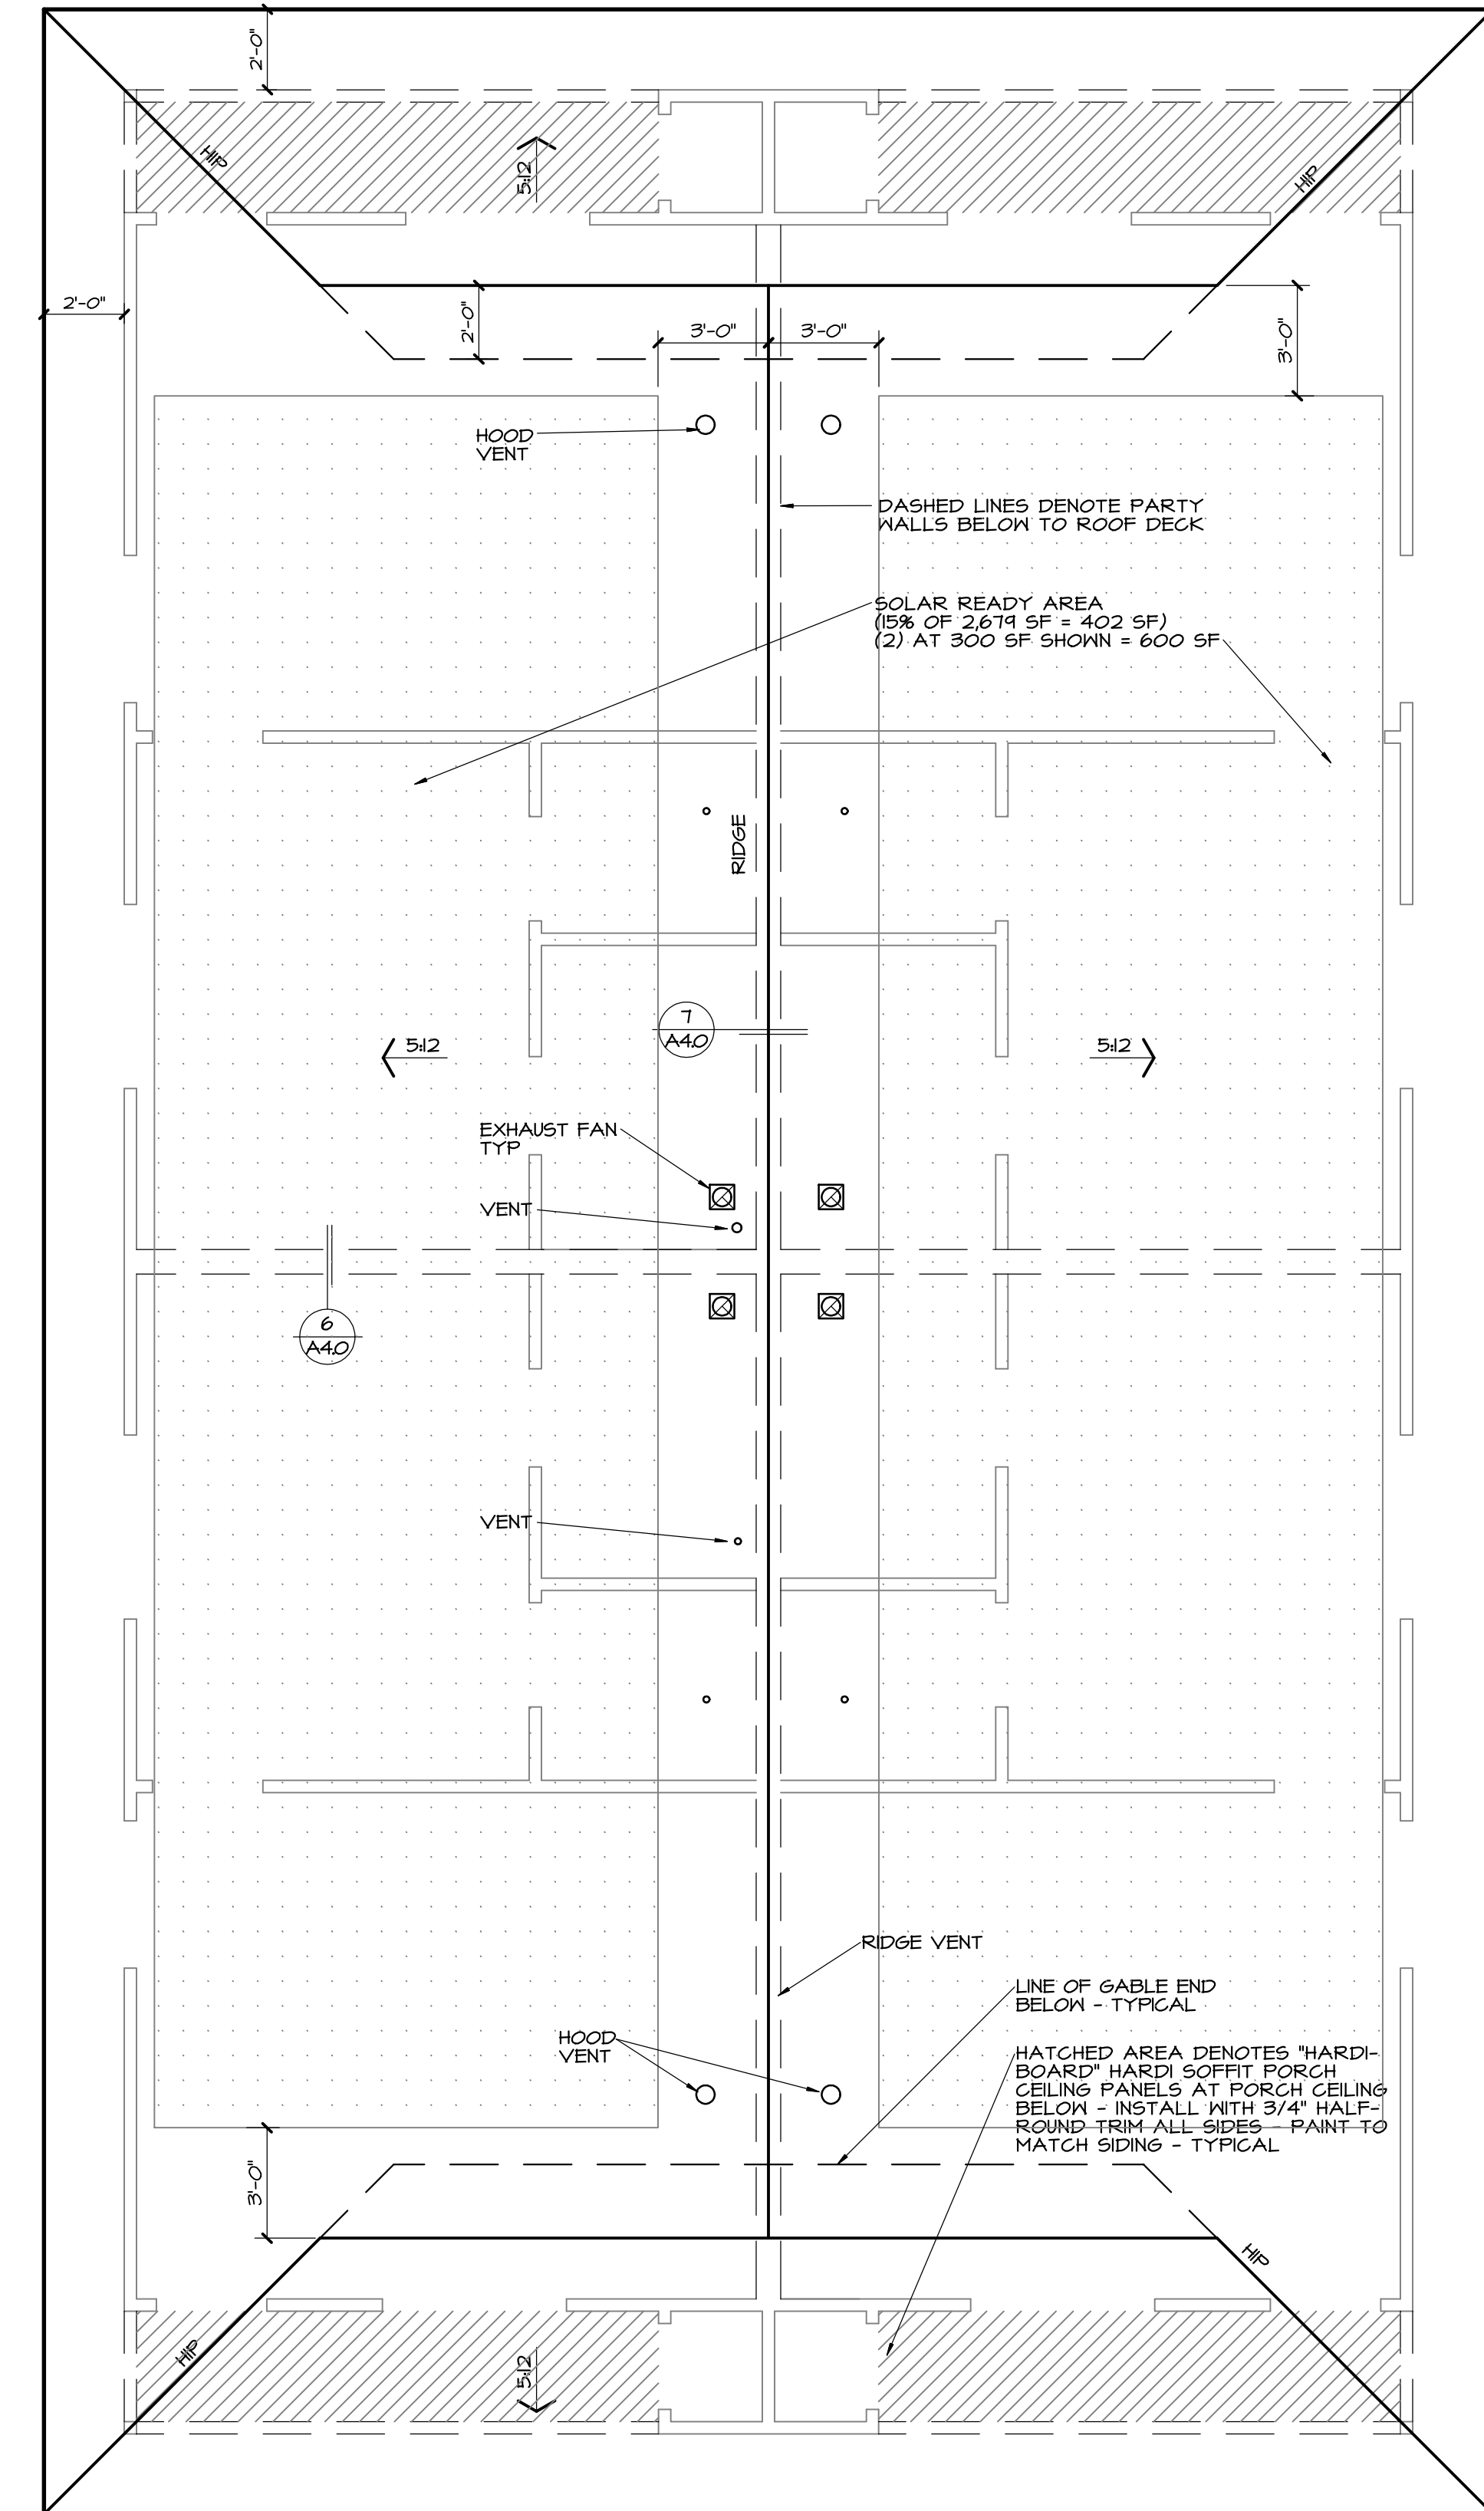 2'-0"
HIP
5:12
HIP
2'-0"
2'-0"
3'-0"
3'-0"
3'-0"
HOOD
VENT
DASHED LINES DENOTE PARTY
WALLS BELOW TO ROOF DECK
SOLAR READY AREA
(15% OF 2,679 SF = 402 SF)
(2) AT 300 SF SHOWN = 600 SF
RIDGE
7
A4.0
5:12
5:12
EXHAUST FAN
TYP
VENT
6
A4.0
VENT
RIDGE VENT
LINE OF GABLE END
BELOW - TYPICAL
HOOD
VENT
HATCHED AREA DENOTES "HARDI-
BOARD" HARDI SOFFIT PORCH
CEILING PANELS AT PORCH CEILING
BELOW - INSTALL WITH 3/4" HALF-
ROUND TRIM ALL SIDES - PAINT TO
MATCH SIDING - TYPICAL
3'-0"
HIP
HIP
5:12